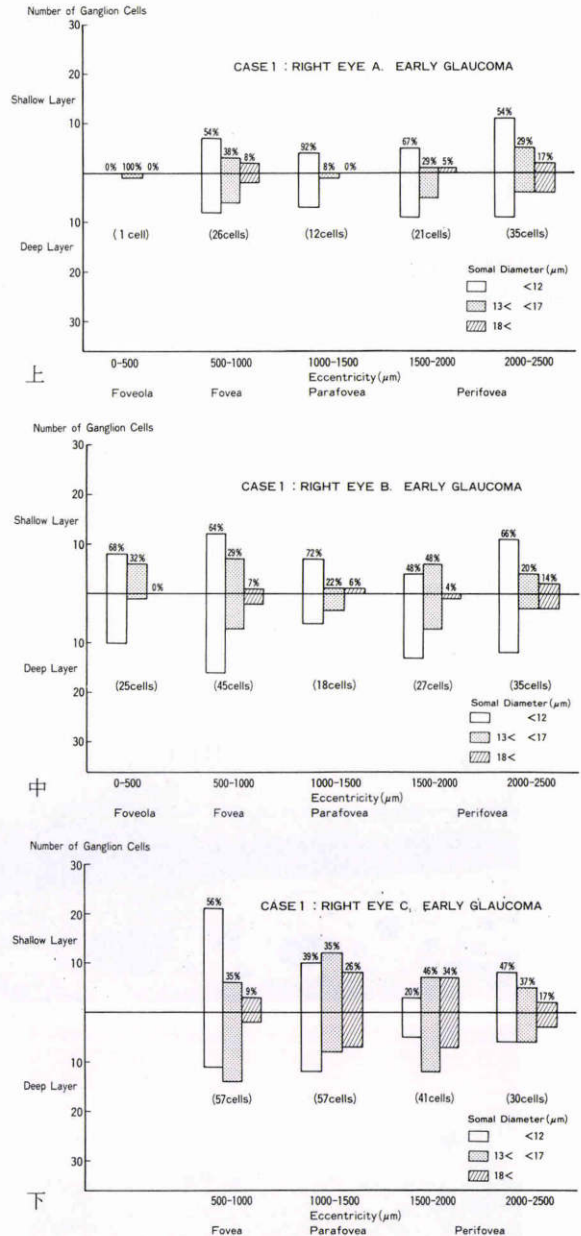 Number of Ganglion Cells
30
CASE 1 : RIGHT EYE A. EARLY GLAUCOMA
20
Shallow Layer
54% 92% 67% 54%
10
0% 100% 0% 38% 8% 8% 0% 29% 5% 29% 17%
0
10
(1 cell) (26cells) (12cells) (21cells) (35cells)
Deep Layer
20
Somal Diameter (μm)
<12
13< <17
30
18<
上
0-500 500-1000 1000-1500 1500-2000 2000-2500
Eccentricity (μm)
Foveola Fovea Parafovea Perifovea
Number of Ganglion Cells
30
CASE 1 : RIGHT EYE B. EARLY GLAUCOMA
20
Shallow Layer
64% 66%
10
68% 32% 0% 29% 7% 72% 22% 6% 48% 48% 4% 20% 14%
0
10
Deep Layer
(25cells) (45cells) (18cells) (27cells) (35cells)
20
Somal Diameter (μm)
<12
13< <17
30
18<
中
0-500 500-1000 1000-1500 1500-2000 2000-2500
Eccentricity (μm)
Foveola Fovea Parafovea Perifovea
Number of Ganglion Cells
30
CASE 1 : RIGHT EYE C. EARLY GLAUCOMA
56%
20
Shallow Layer
39% 35% 26%
10
35% 9% 20% 46% 34% 47% 37% 17%
0
10
Deep Layer
(57cells) (57cells) (41cells) (30cells)
20
Somal Diameter (μm)
<12
13< <17
30
18<
下
500-1000 1000-1500 1500-2000 2000-2500
Eccentricity (μm)
Fovea Parafovea Perifovea